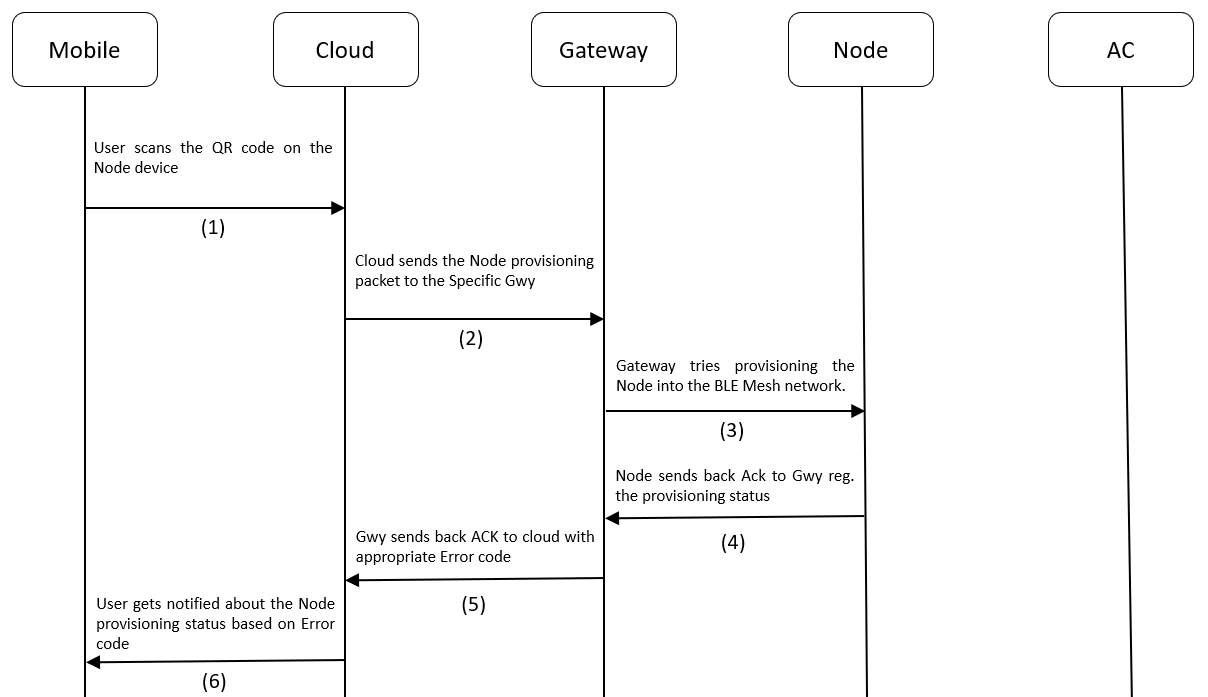 Mobile
Cloud
Gateway
Node
AC
User scans the QR code on the
Node device
(1)
Cloud sends the Node provisioning
packet to the Specific Gwy
(2)
Gateway tries provisioning the
Node into the BLE Mesh network.
(3)
Node sends back Ack to Gwy reg.
the provisioning status
(4)
Gwy sends back ACK to cloud with
appropriate Error code
(5)
User gets notified about the Node
provisioning status based on Error
code
(6)